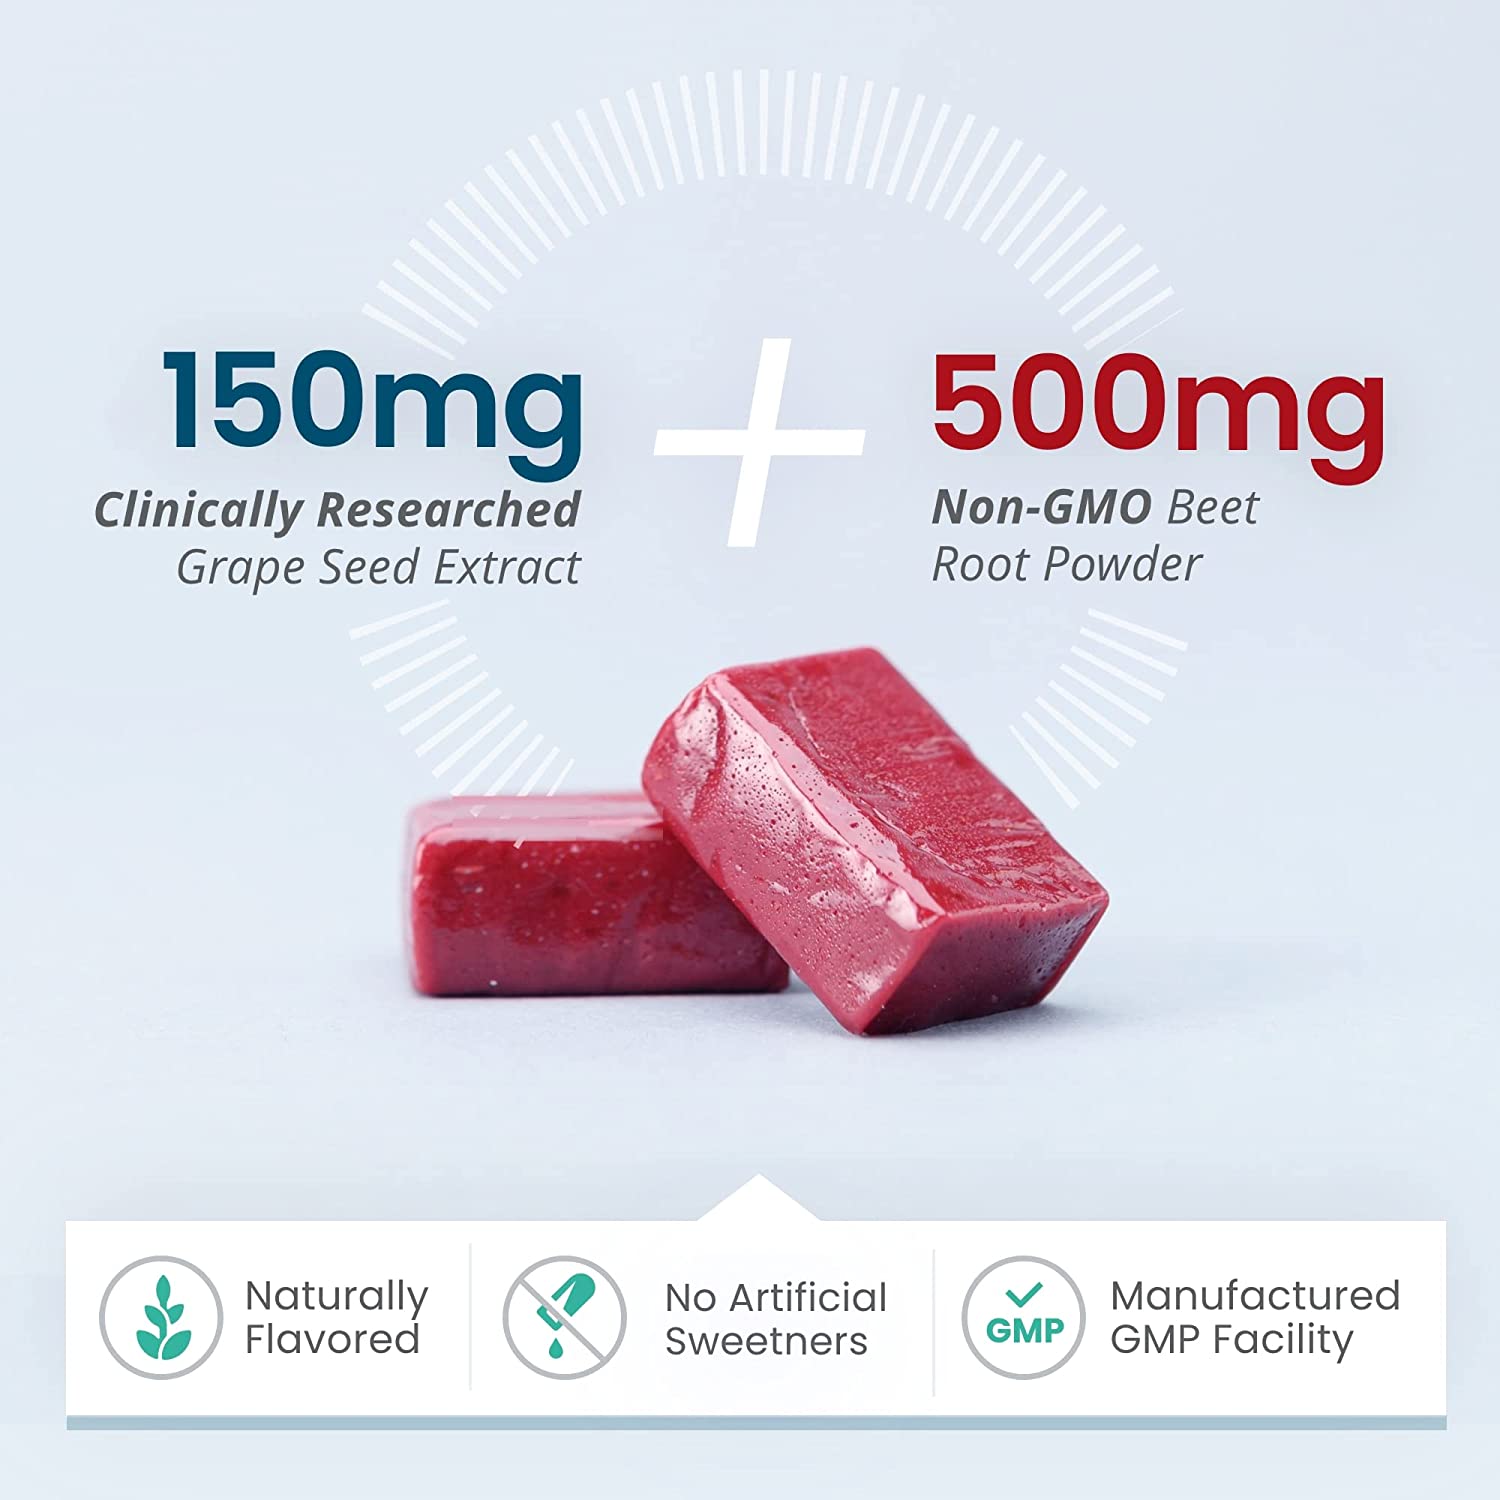 150mg
Clinically Researched
Grape Seed Extract
500mg
Non-GMO Beet
Root Powder
Naturally
Flavored
No Artificial
Sweetners
GMP
Manufactured
GMP Facility